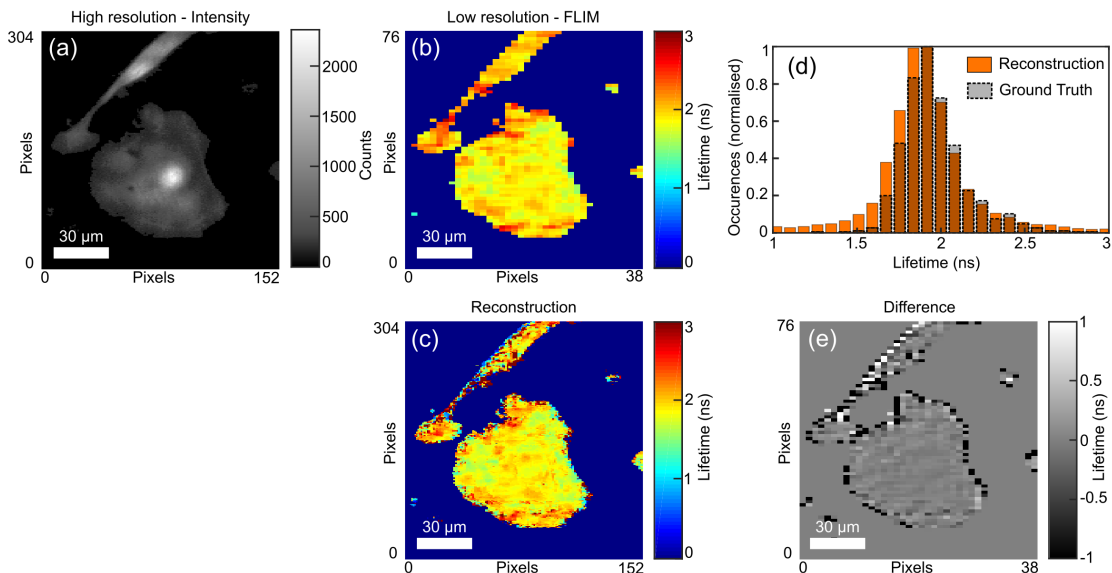 High resolution - Intensity
304
(a)
Pixels
30 µm
0
Pixels
152
2000
1500
1000
500
0
Counts
Low resolution - FLIM
76
(b)
Pixels
30 µm
0
0
Pixels
38
3
2
1
0
Lifetime (ns)
(d)
Reconstruction
Ground Truth
Occurences (normalised)
1
0.8
0.6
0.4
0.2
0
1
1.5
2
2.5
3
Lifetime (ns)
Reconstruction
304
(c)
Pixels
30 µm
0
0
Pixels
152
3
2
1
0
Lifetime (ns)
Difference
76
(e)
Pixels
30 µm
0
0
Pixels
38
1
0.5
0
-0.5
-1
Lifetime (ns)